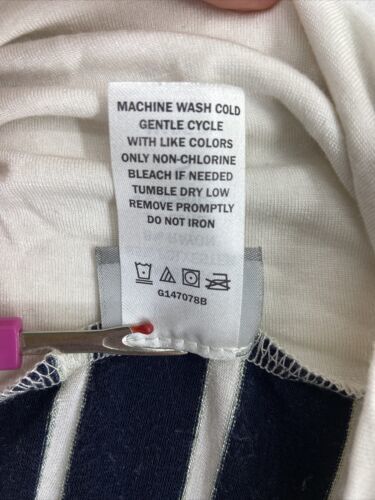 MACHINE WASH COLD
GENTLE CYCLE
WITH LIKE COLORS
ONLY NON-CHLORINE
BLEACH IF NEEDED
TUMBLE DRY LOW
REMOVE PROMPTLY
DO NOT IRON
G147078B